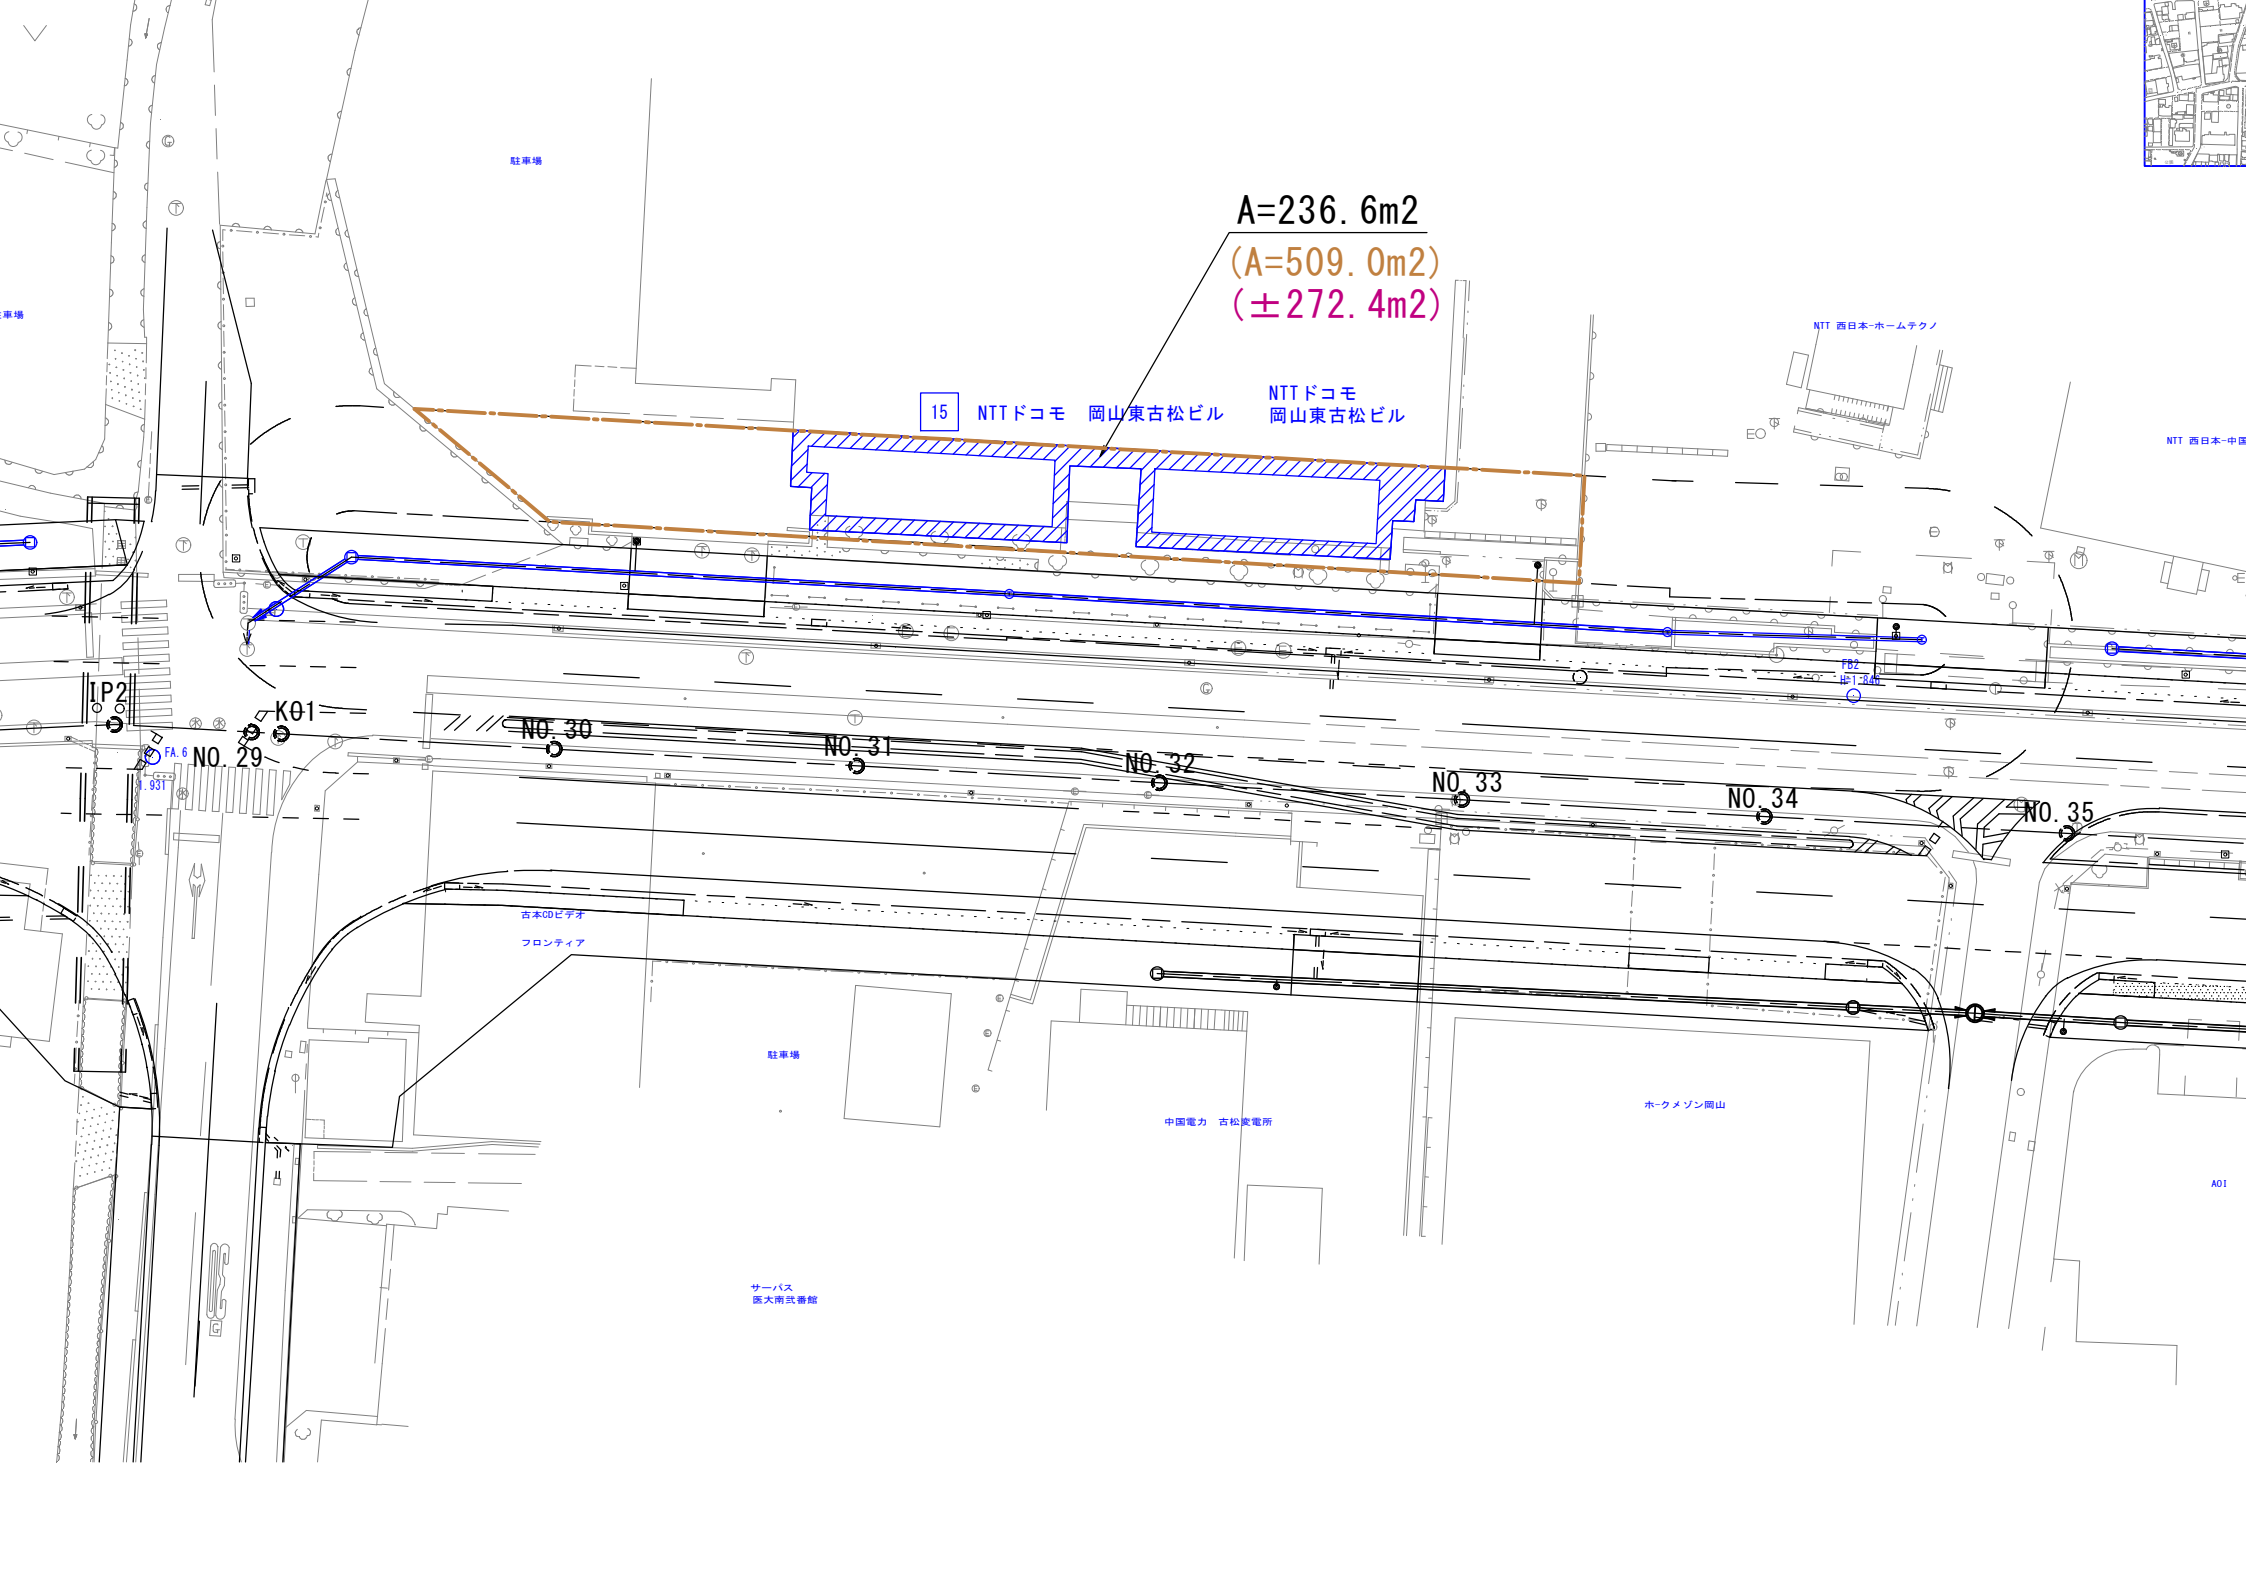 駐車場
A=236.6m2
(A=509.0m2)
(±272.4m2)
車場
NTT 西日本-ホームテクノ
15 NTTドコモ 岡山東古松ビル
NTTドコモ
岡山東古松ビル
NTT 西日本-中国
FB2
H=1.846
IP2
K01
FA.6
1.931
NO.29
NO.30
NO.31
NO.32
NO.33
NO.34
NO.35
古本CDビデオ
フロンティア
駐車場
中国電力 古松変電所
ホークメゾン岡山
AOI
サーパス
医大南弐番館